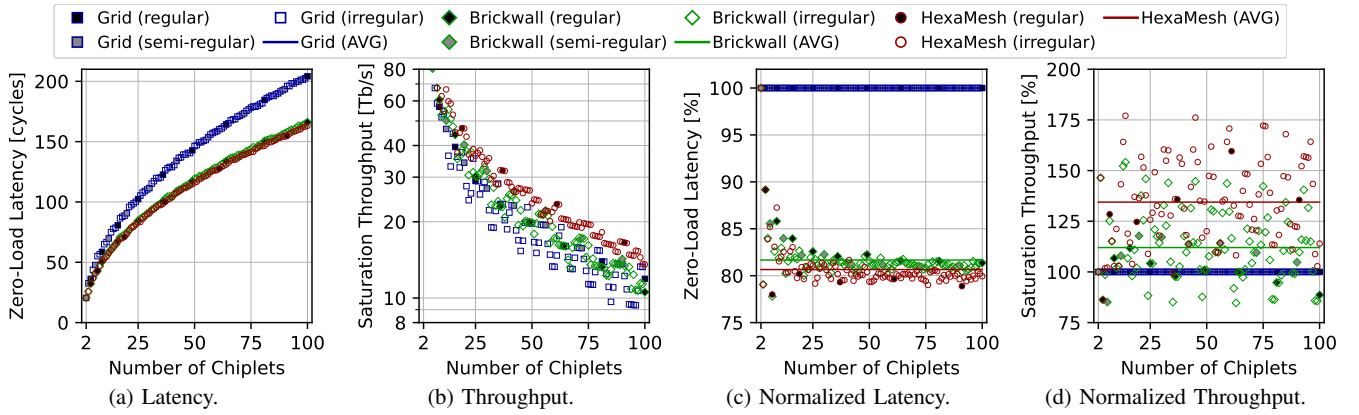 Grid (regular) Grid (irregular) Brickwall (regular) Brickwall (irregular) HexaMesh (regular) HexaMesh (AVG)
Grid (semi-regular) Grid (AVG) Brickwall (semi-regular) Brickwall (AVG) HexaMesh (irregular)
Zero-Load Latency [cycles]
200
150
100
50
0
2 25 50 75 100
Number of Chiplets
(a) Latency.
Saturation Throughput [Tb/s]
80
60
40
30
20
10
8
2 25 50 75 100
Number of Chiplets
(b) Throughput.
Zero-Load Latency [%]
100
95
90
85
80
75
2 25 50 75 100
Number of Chiplets
(c) Normalized Latency.
Saturation Throughput [%]
200
175
150
125
100
75
2 25 50 75 100
Number of Chiplets
(d) Normalized Throughput.